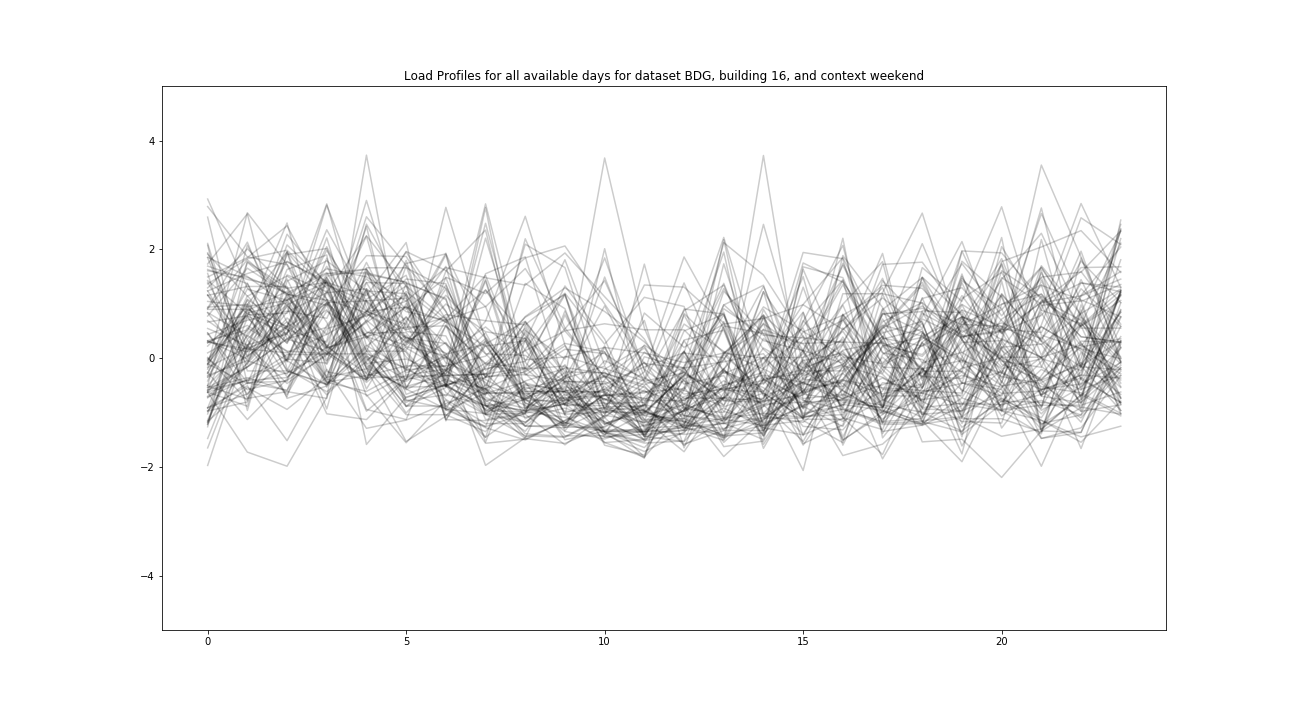 Load Profiles for all available days for dataset BDG, building 16, and context weekend
4
2
0
−2
−4
0 5 10 15 20